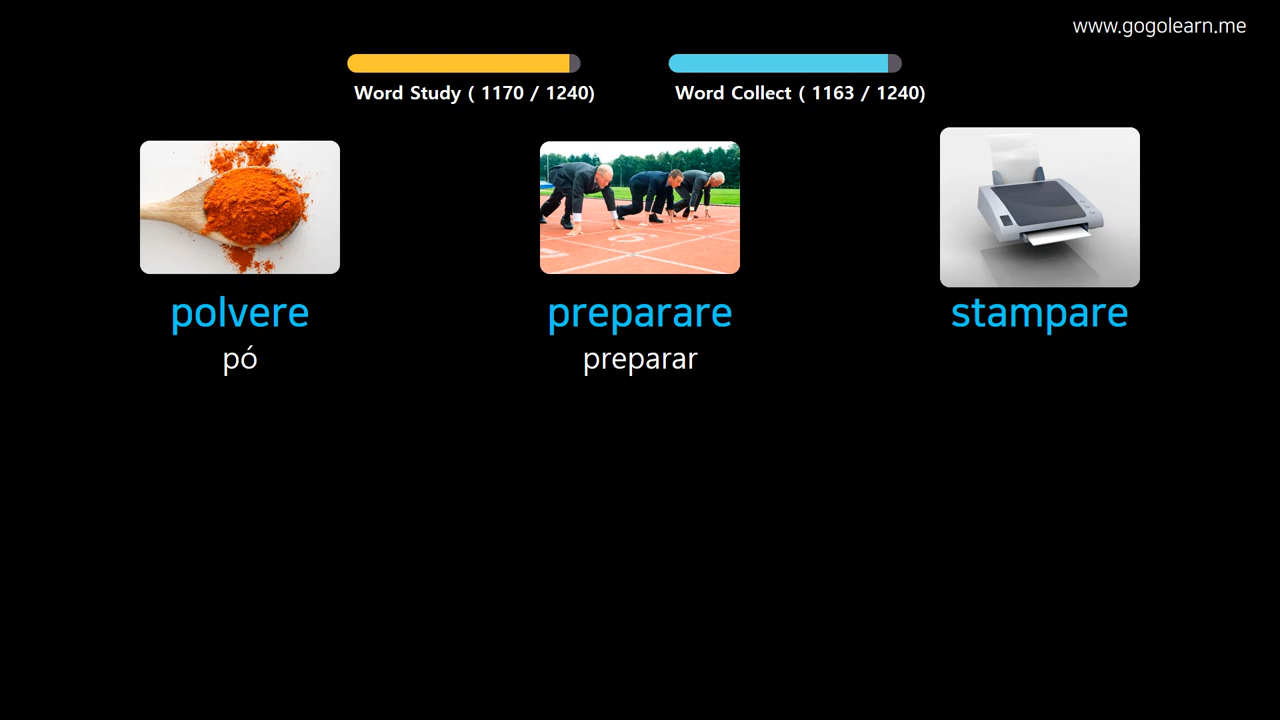 www.gogolearn.me
Word Study ( 1170 / 1240)
Word Collect ( 1163 / 1240)
polvere
preparare
stampare
pó
preparar